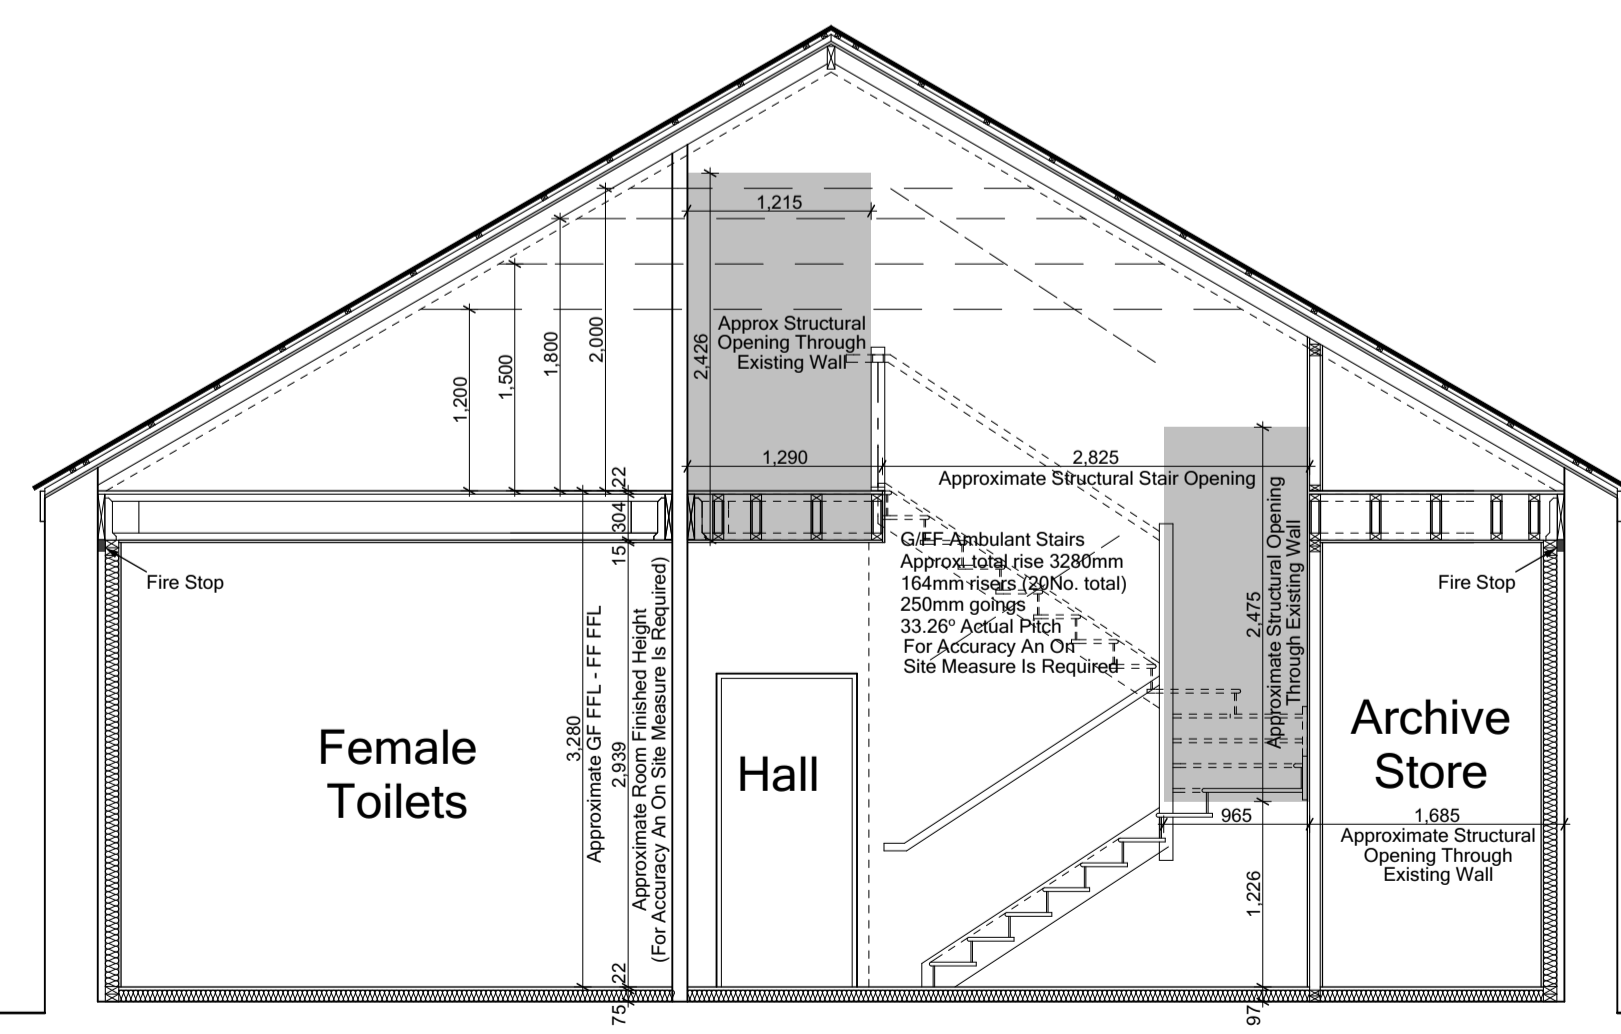 1,215
2,426
Approx Structural
Opening Through
Existing Wall
1,200
1,500
1,800
2,000
22
1,290
2,825
Approximate Structural Stair Opening
304
15
Fire Stop
G/FF Ambulant Stairs
Approx. total rise 3280mm
164mm risers (20No. total)
250mm goings
33.26º Actual Pitch
For Accuracy An On
Site Measure Is Required
2,475
Approximate Structural Opening
Through Existing Wall
Fire Stop
Female
Toilets
3,280
Approximate GF FFL - FF FFL
2,939
Approximate Room Finished Height
(For Accuracy An On Site Measure Is Required)
Hall
Archive
Store
965
1,685
Approximate Structural
Opening Through
Existing Wall
1,226
22
75
97